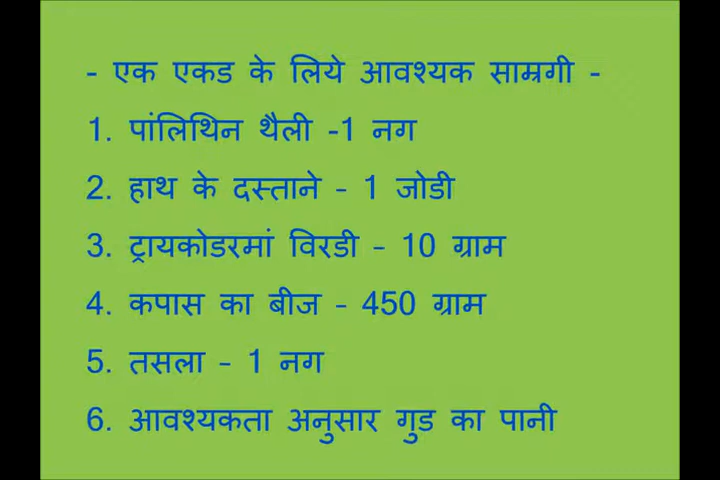 - एक एकड के लिये आवश्यक साम्रगी -
1. पांलिथिन थैली -1 नग
2. हाथ के दस्ताने – 1 जोडी
3. ट्रायकोडरमां विरडी – 10 ग्राम
4. कपास का बीज – 450 ग्राम
5. तसला – 1 नग
6. आवश्यकता अनुसार गुड का पानी